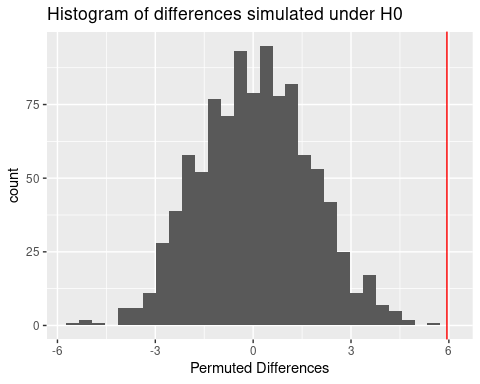 Histogram of differences simulated under H0
count
75
50
25
0
-6 -3 0 3 6
Permuted Differences